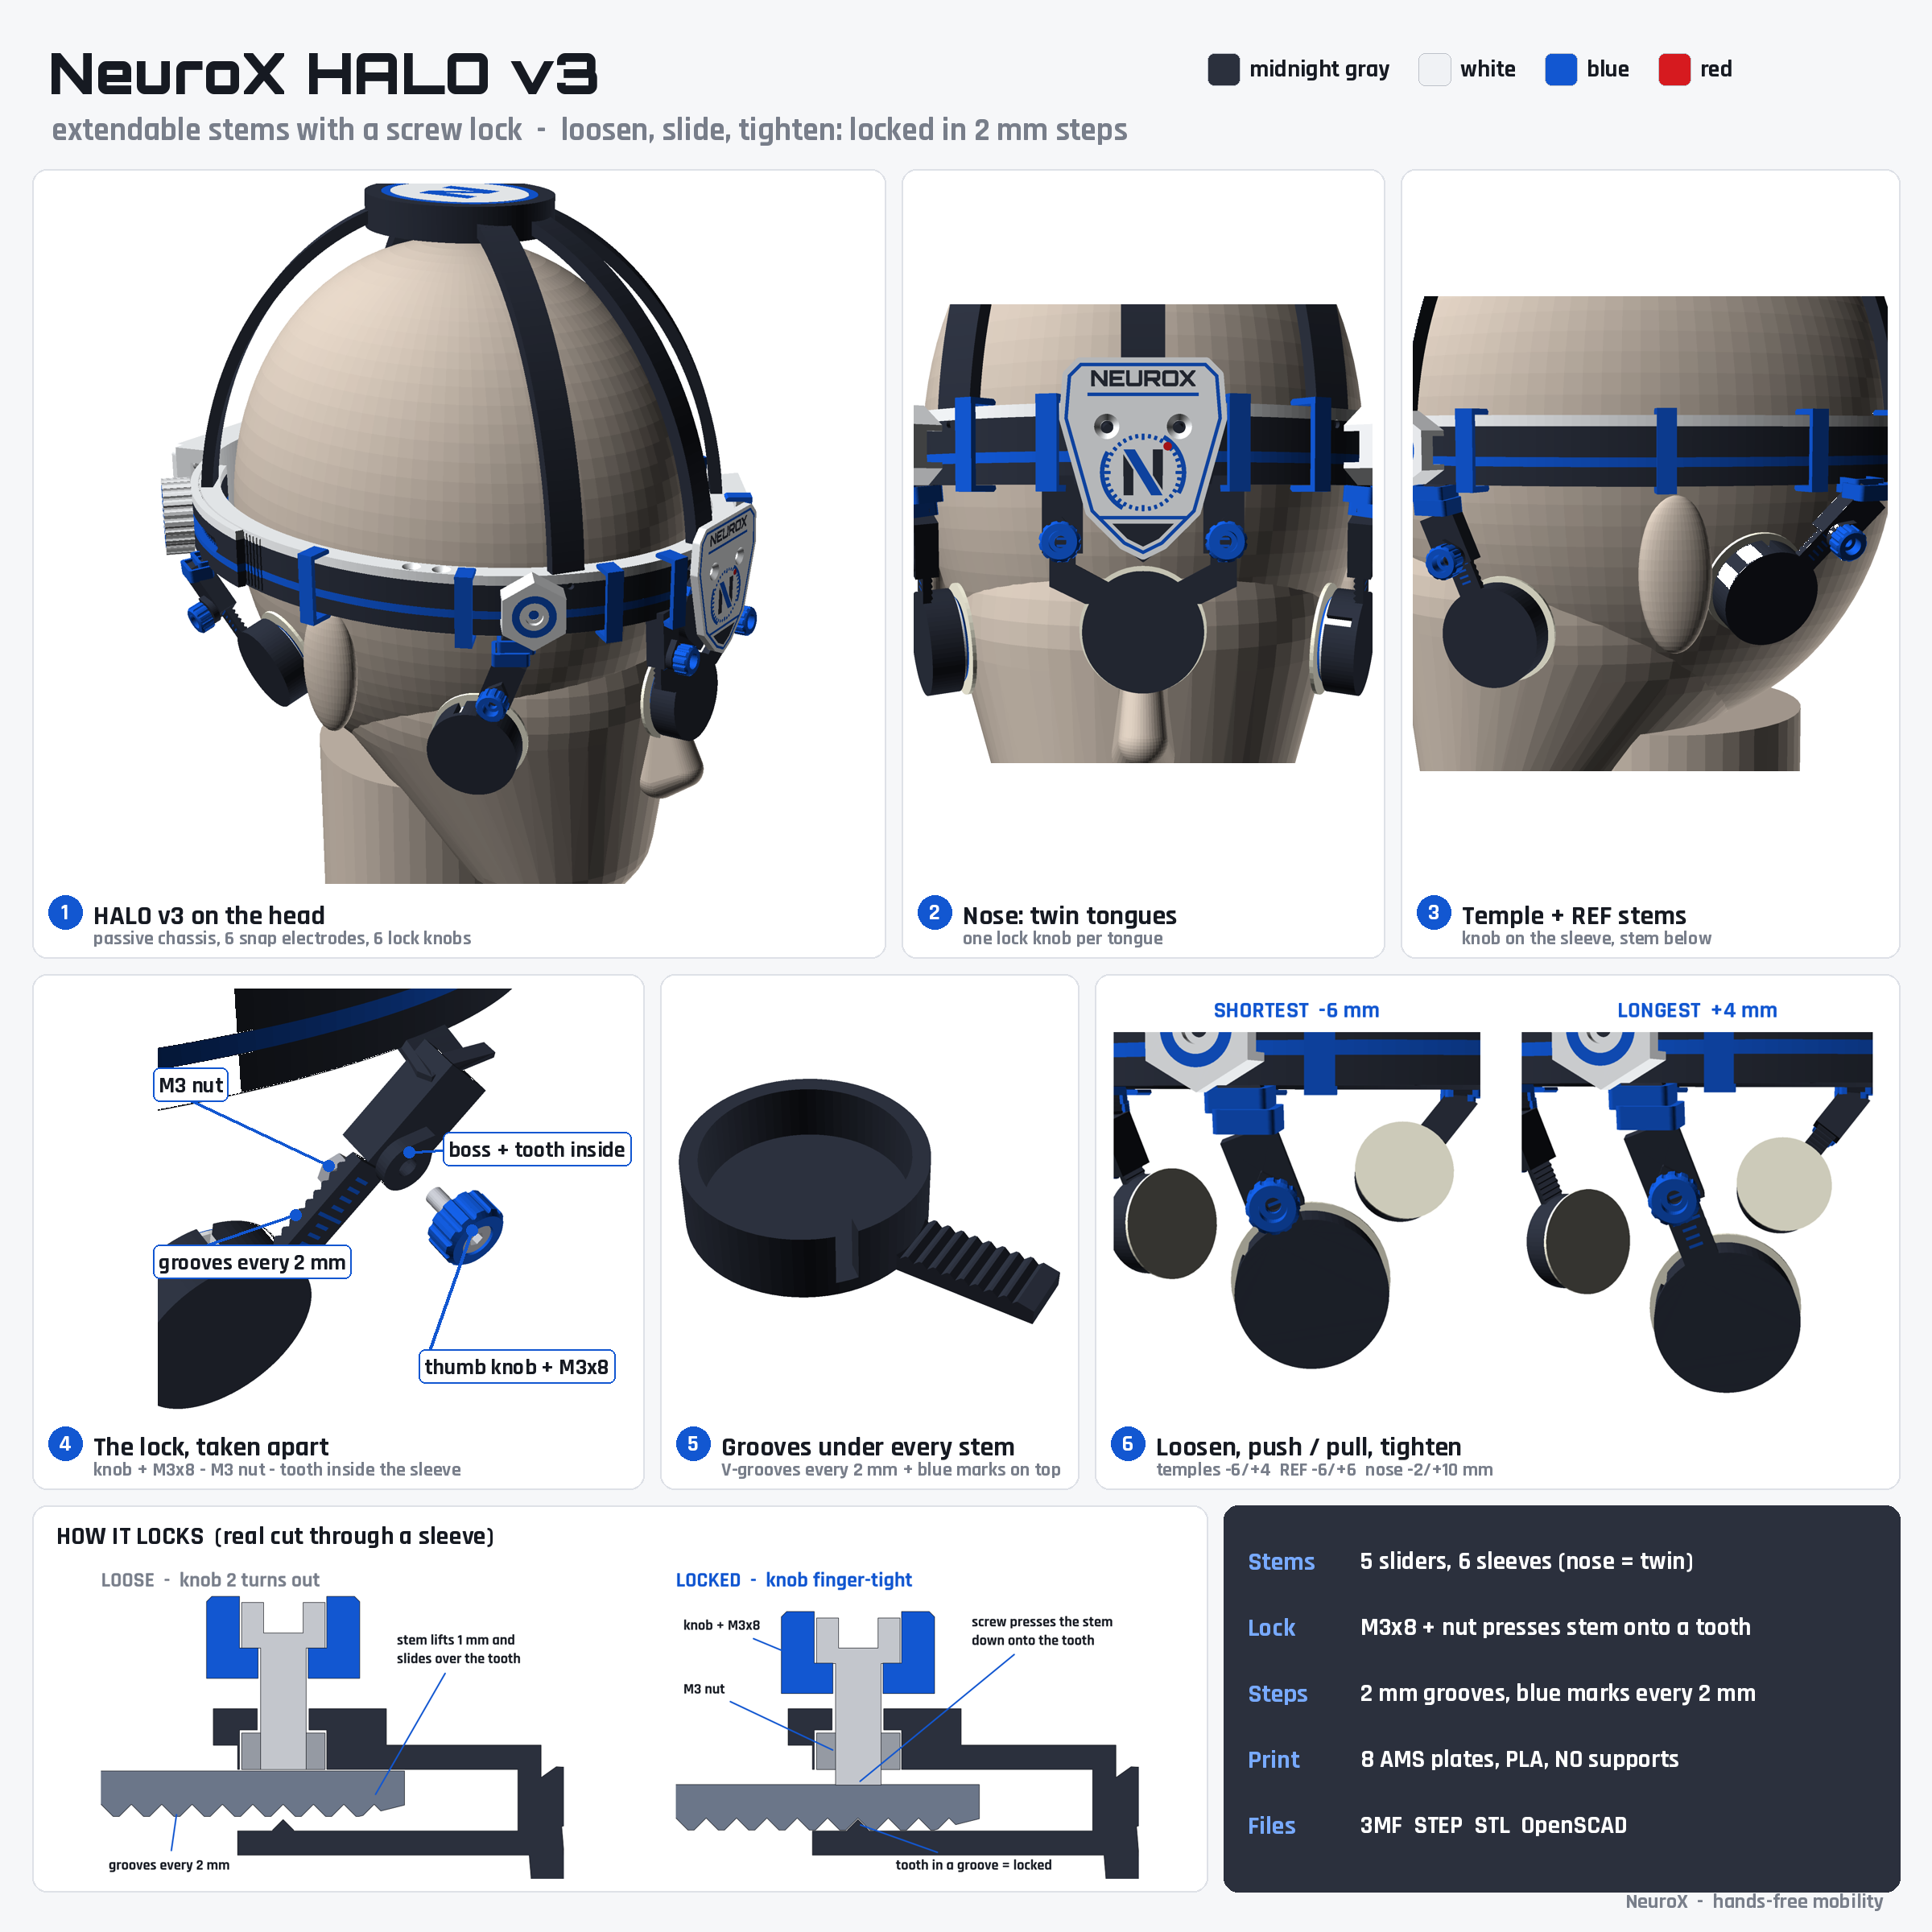 NeuroX HALO v3
midnight gray
white
blue
red
extendable stems with a screw lock - loosen, slide, tighten: locked in 2 mm steps
N
NEUROX
N
1
HALO v3 on the head
passive chassis, 6 snap electrodes, 6 lock knobs
NEUROX
N
2
Nose: twin tongues
one lock knob per tongue
3
Temple + REF stems
knob on the sleeve, stem below
M3 nut
boss + tooth inside
grooves every 2 mm
thumb knob + M3x8
4
The lock, taken apart
knob + M3x8 - M3 nut - tooth inside the sleeve
5
Grooves under every stem
V-grooves every 2 mm + blue marks on top
SHORTEST -6 mm
LONGEST +4 mm
6
Loosen, push / pull, tighten
temples -6/+4 REF -6/+6 nose -2/+10 mm
HOW IT LOCKS (real cut through a sleeve)
LOOSE - knob 2 turns out
stem lifts 1 mm and
slides over the tooth
grooves every 2 mm
LOCKED - knob finger-tight
knob + M3x8
screw presses the stem
down onto the tooth
M3 nut
tooth in a groove = locked
Stems 5 sliders, 6 sleeves (nose = twin)
Lock M3x8 + nut presses stem onto a tooth
Steps 2 mm grooves, blue marks every 2 mm
Print 8 AMS plates, PLA, NO supports
Files 3MF STEP STL OpenSCAD
NeuroX - hands-free mobility